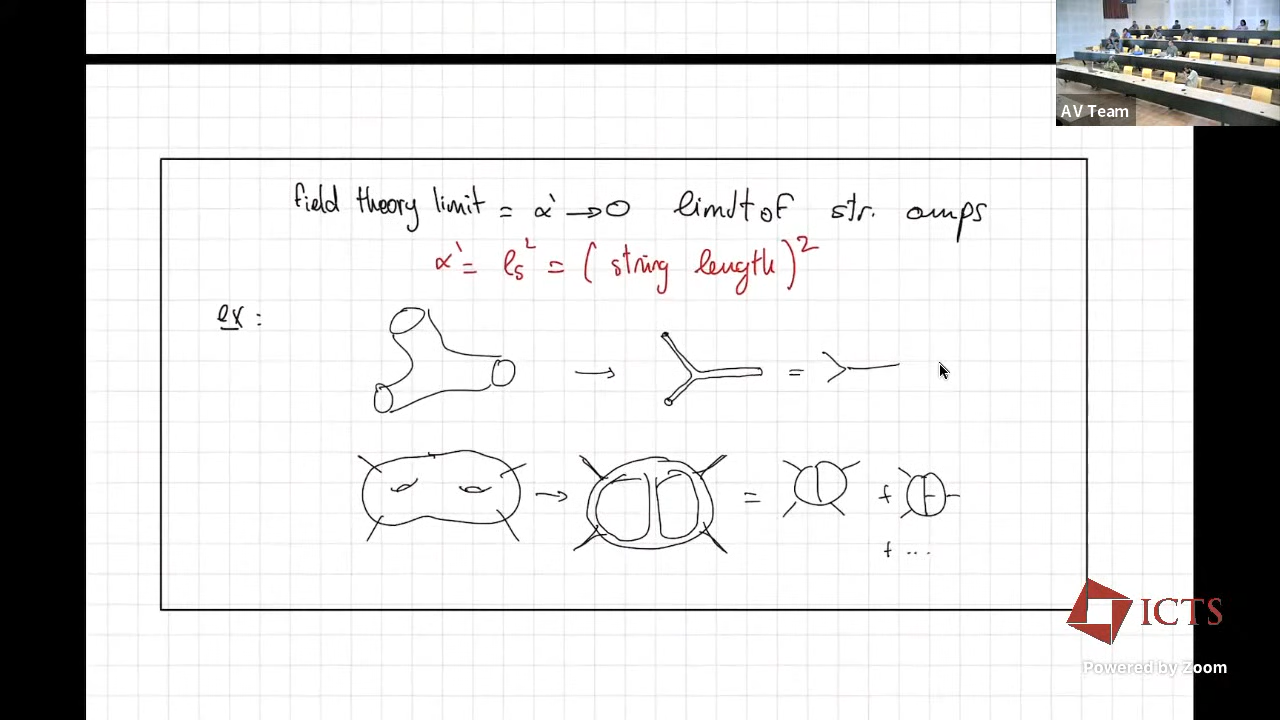 AV Team
field theory limit = α' → 0 limit of str. amps
α' = ls² = ( string length )²
ex :
→ =
→ = + 
+ ...
ICTS
Powered by Zoom